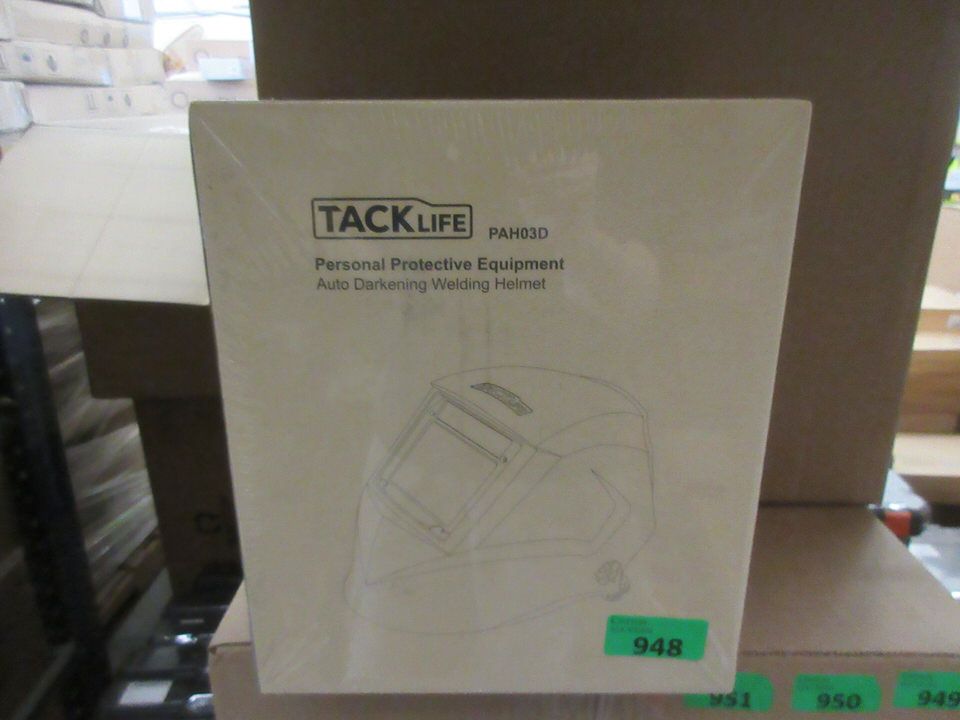 TACKLIFE PAH03D
Personal Protective Equipment
Auto Darkening Welding Helmet
948
951
950
949